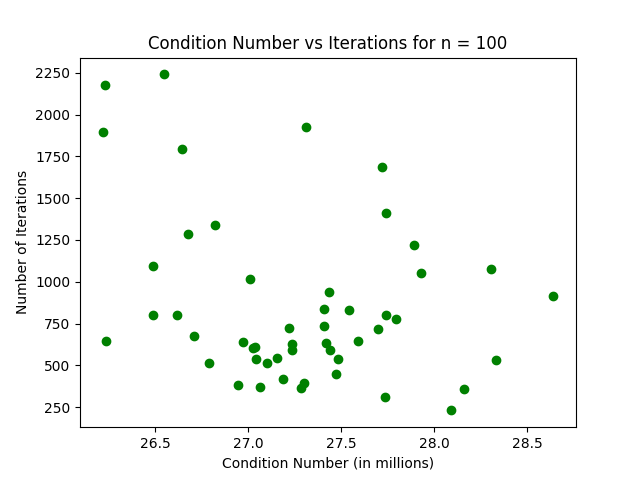 Condition Number vs Iterations for n = 100
Number of Iterations
2250
2000
1750
1500
1250
1000
750
500
250
26.5 27.0 27.5 28.0 28.5
Condition Number (in millions)